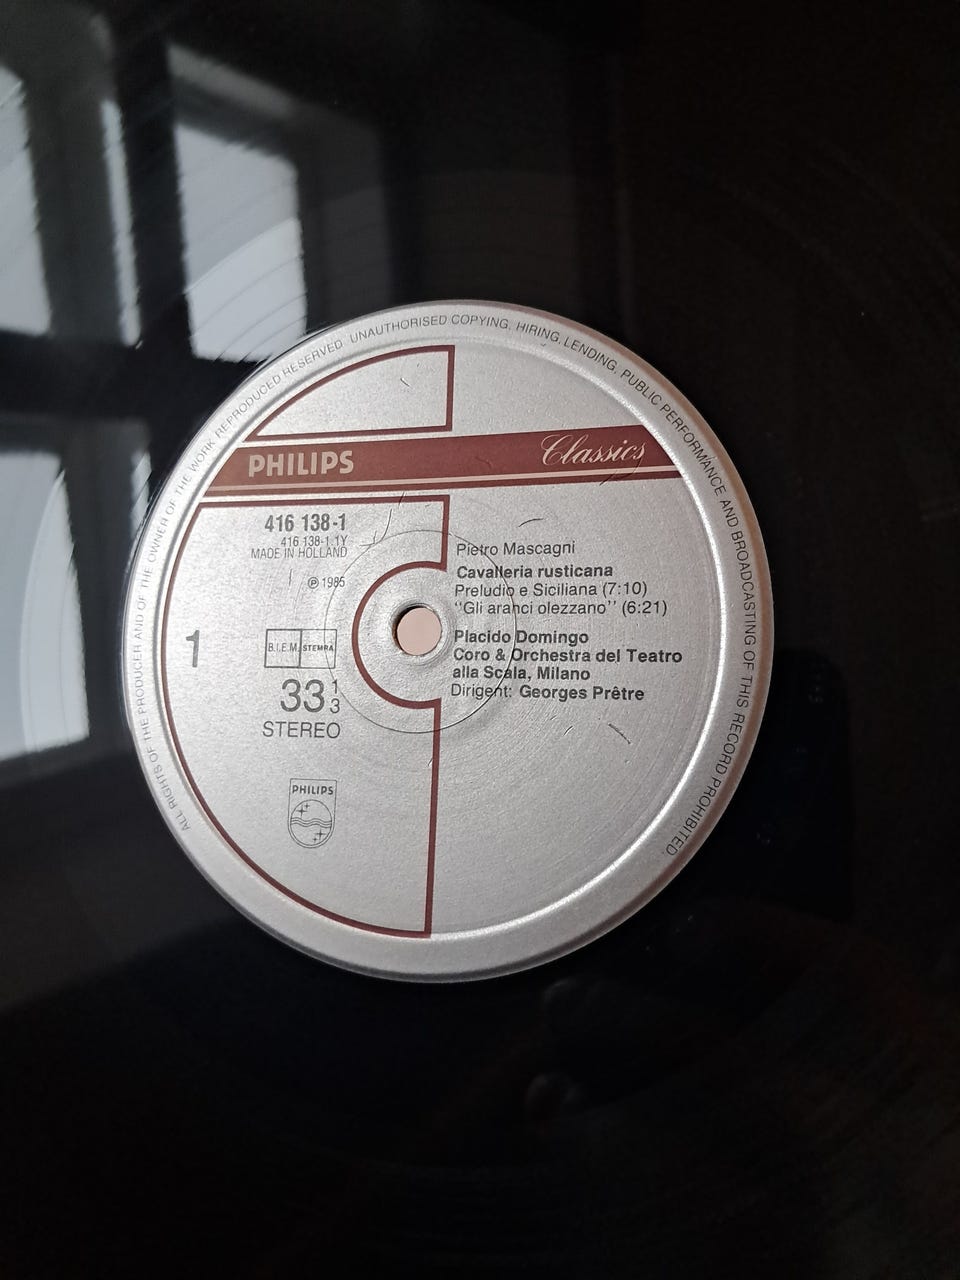 ALL RIGHTS OF THE PRODUCER AND OF THE OWNER OF THE WORK REPRODUCED RESERVED. UNAUTHORISED COPYING, HIRING, LENDING, PUBLIC PERFORMANCE AND BROADCASTING OF THIS RECORD PROHIBITED.
PHILIPS Classics
416 138-1
416 138-1.1Y
MADE IN HOLLAND
℗ 1985
1
B.I.E.M. STEMRA
33 1/3
STEREO
PHILIPS
Pietro Mascagni
Cavalleria rusticana
Preludio e Siciliana (7:10)
"Gli aranci olezzano" (6:21)
Placido Domingo
Coro & Orchestra del Teatro
alla Scala, Milano
Dirigent: Georges Prêtre